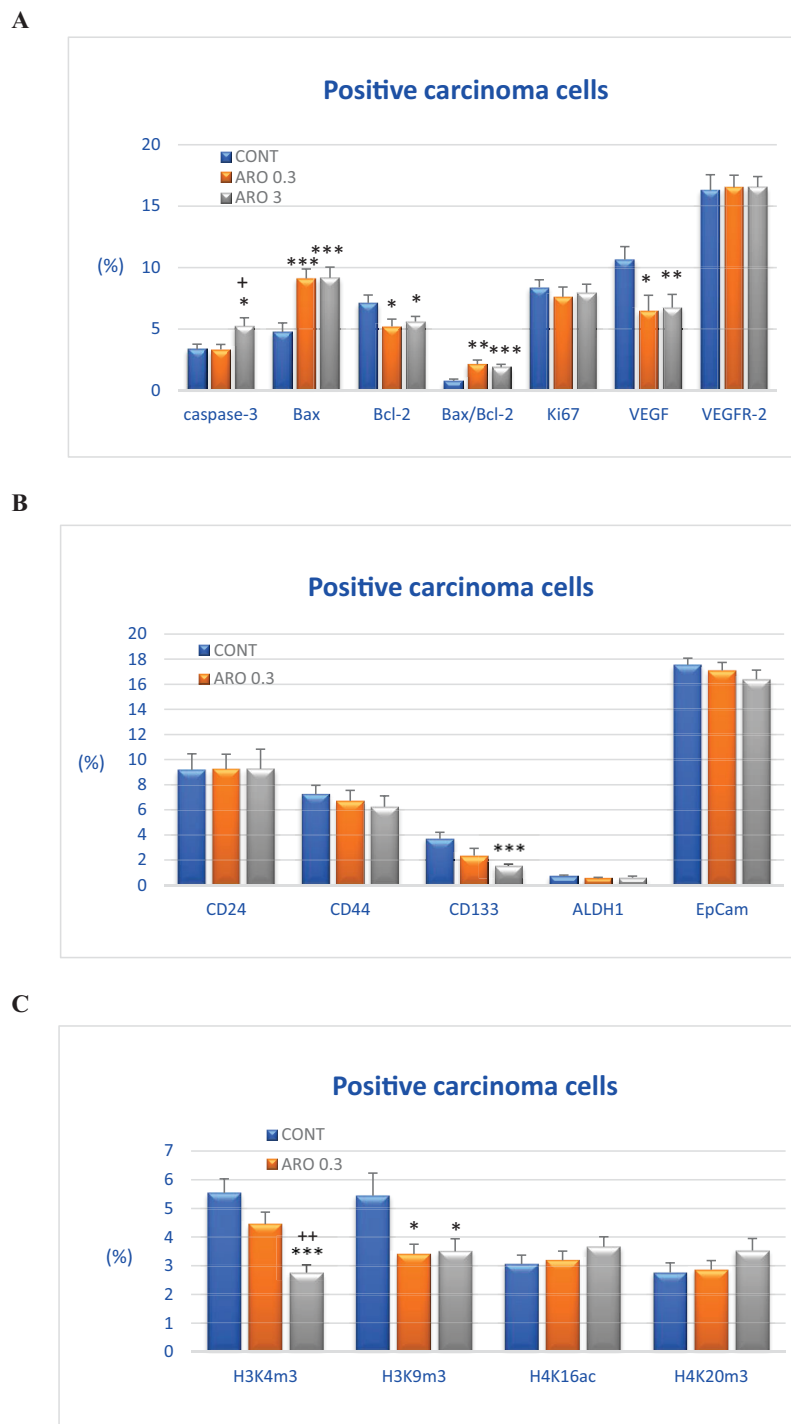 A
Positive carcinoma cells
20
CONT
ARO 0.3
ARO 3
15
(%)
10
5
0
+
*
***
***
*
*
**
***
*
**
caspase-3 Bax Bcl-2 Bax/Bcl-2 Ki67 VEGF VEGFR-2
B
Positive carcinoma cells
20
18
16
14
12
10
8
6
4
2
0
CONT
ARO 0.3
(%)
***
CD24 CD44 CD133 ALDH1 EpCam
C
Positive carcinoma cells
CONT
ARO 0.3
7
6
5
4
3
2
1
0
(%)
++
***
*
*
H3K4m3 H3K9m3 H4K16ac H4K20m3